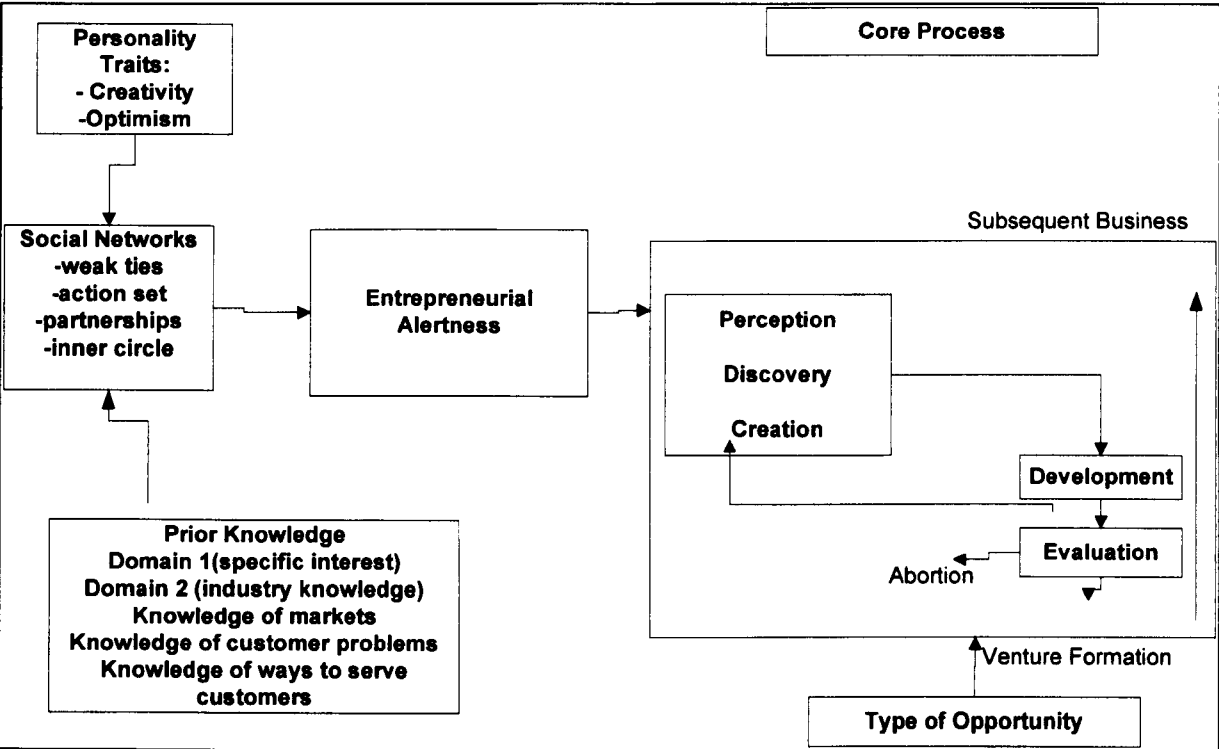 Personality
Traits:
- Creativity
-Optimism
Core Process
Social Networks
-weak ties
-action set
-partnerships
-inner circle
Entrepreneurial
Alertness
Subsequent Business
Perception
Discovery
Creation
Development
Evaluation
Abortion
Prior Knowledge
Domain 1(specific interest)
Domain 2 (industry knowledge)
Knowledge of markets
Knowledge of customer problems
Knowledge of ways to serve
customers
Venture Formation
Type of Opportunity